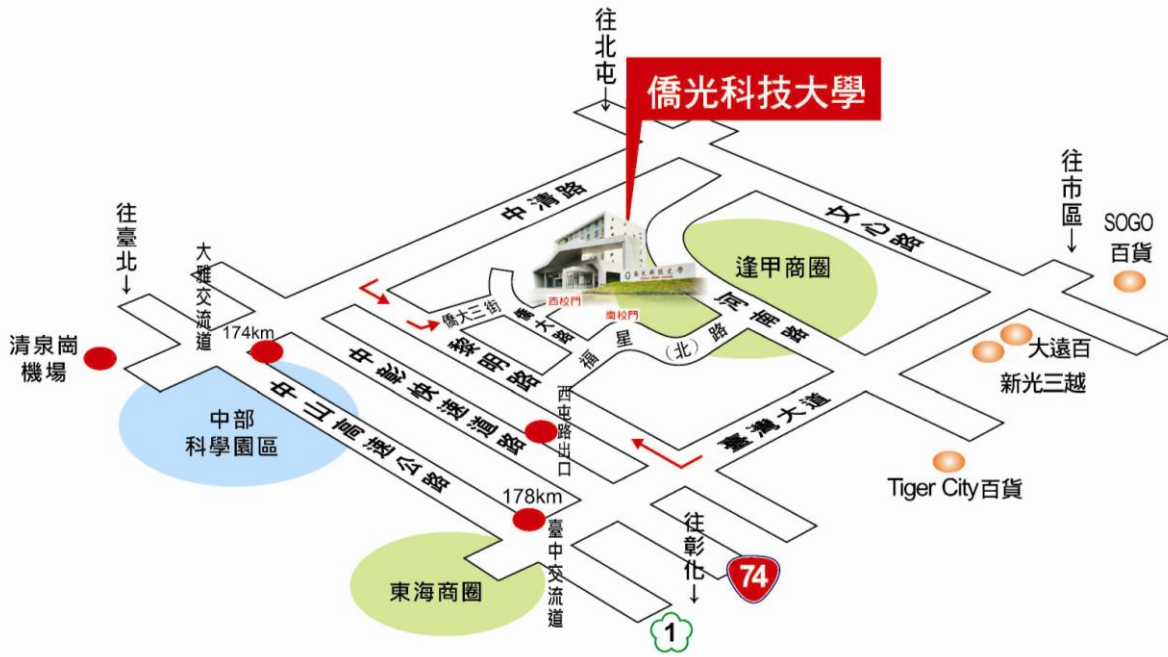 往北屯
僑光科技大學
中清路
文心路
往市區
SOGO
百貨
往臺北
大雅交流道
逢甲商圈
174km
清泉崗
機場
西校門
南校門
僑大三街
僑大路
福星(北)路
河南路
大遠百
新光三越
黎明路
中彰快速道路
西屯路出口
中部
科學園區
中山高速公路
臺灣大道
Tiger City百貨
178km
臺中交流道
往彰化
74
東海商圈
1